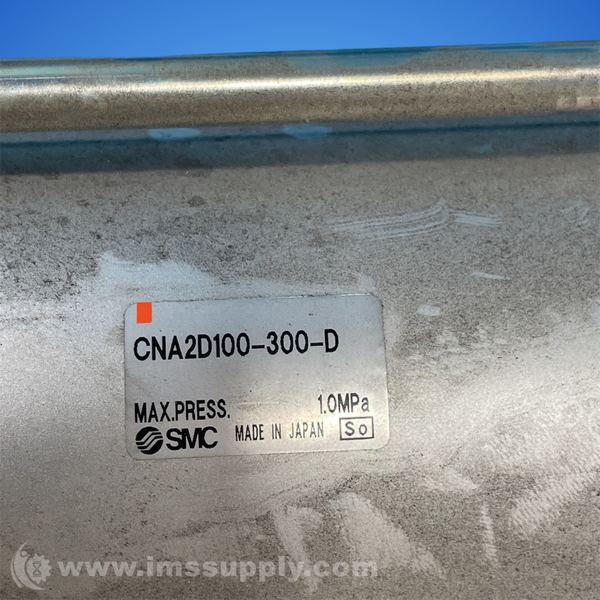 CNA2D100-300-D
MAX.PRESS. 1.0MPa
SMC MADE IN JAPAN So
www.imssupply.com